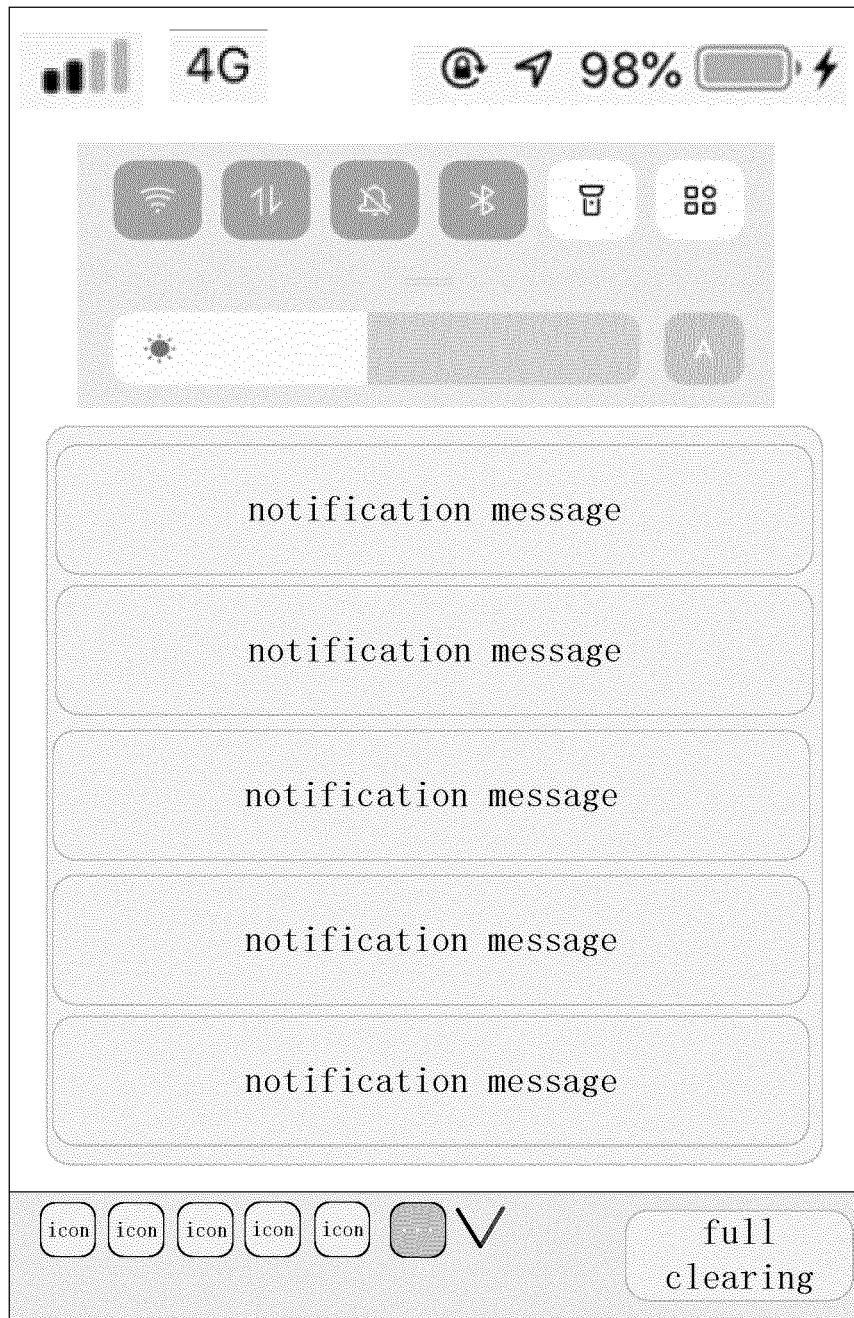 4G 98%
A
notification message
notification message
notification message
notification message
notification message
icon icon icon icon icon ...
full
clearing